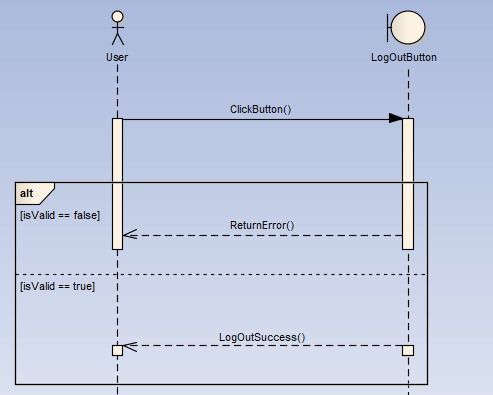 User
LogOutButton
ClickButton()
alt
[isValid == false]
ReturnError()
[isValid == true]
LogOutSuccess()